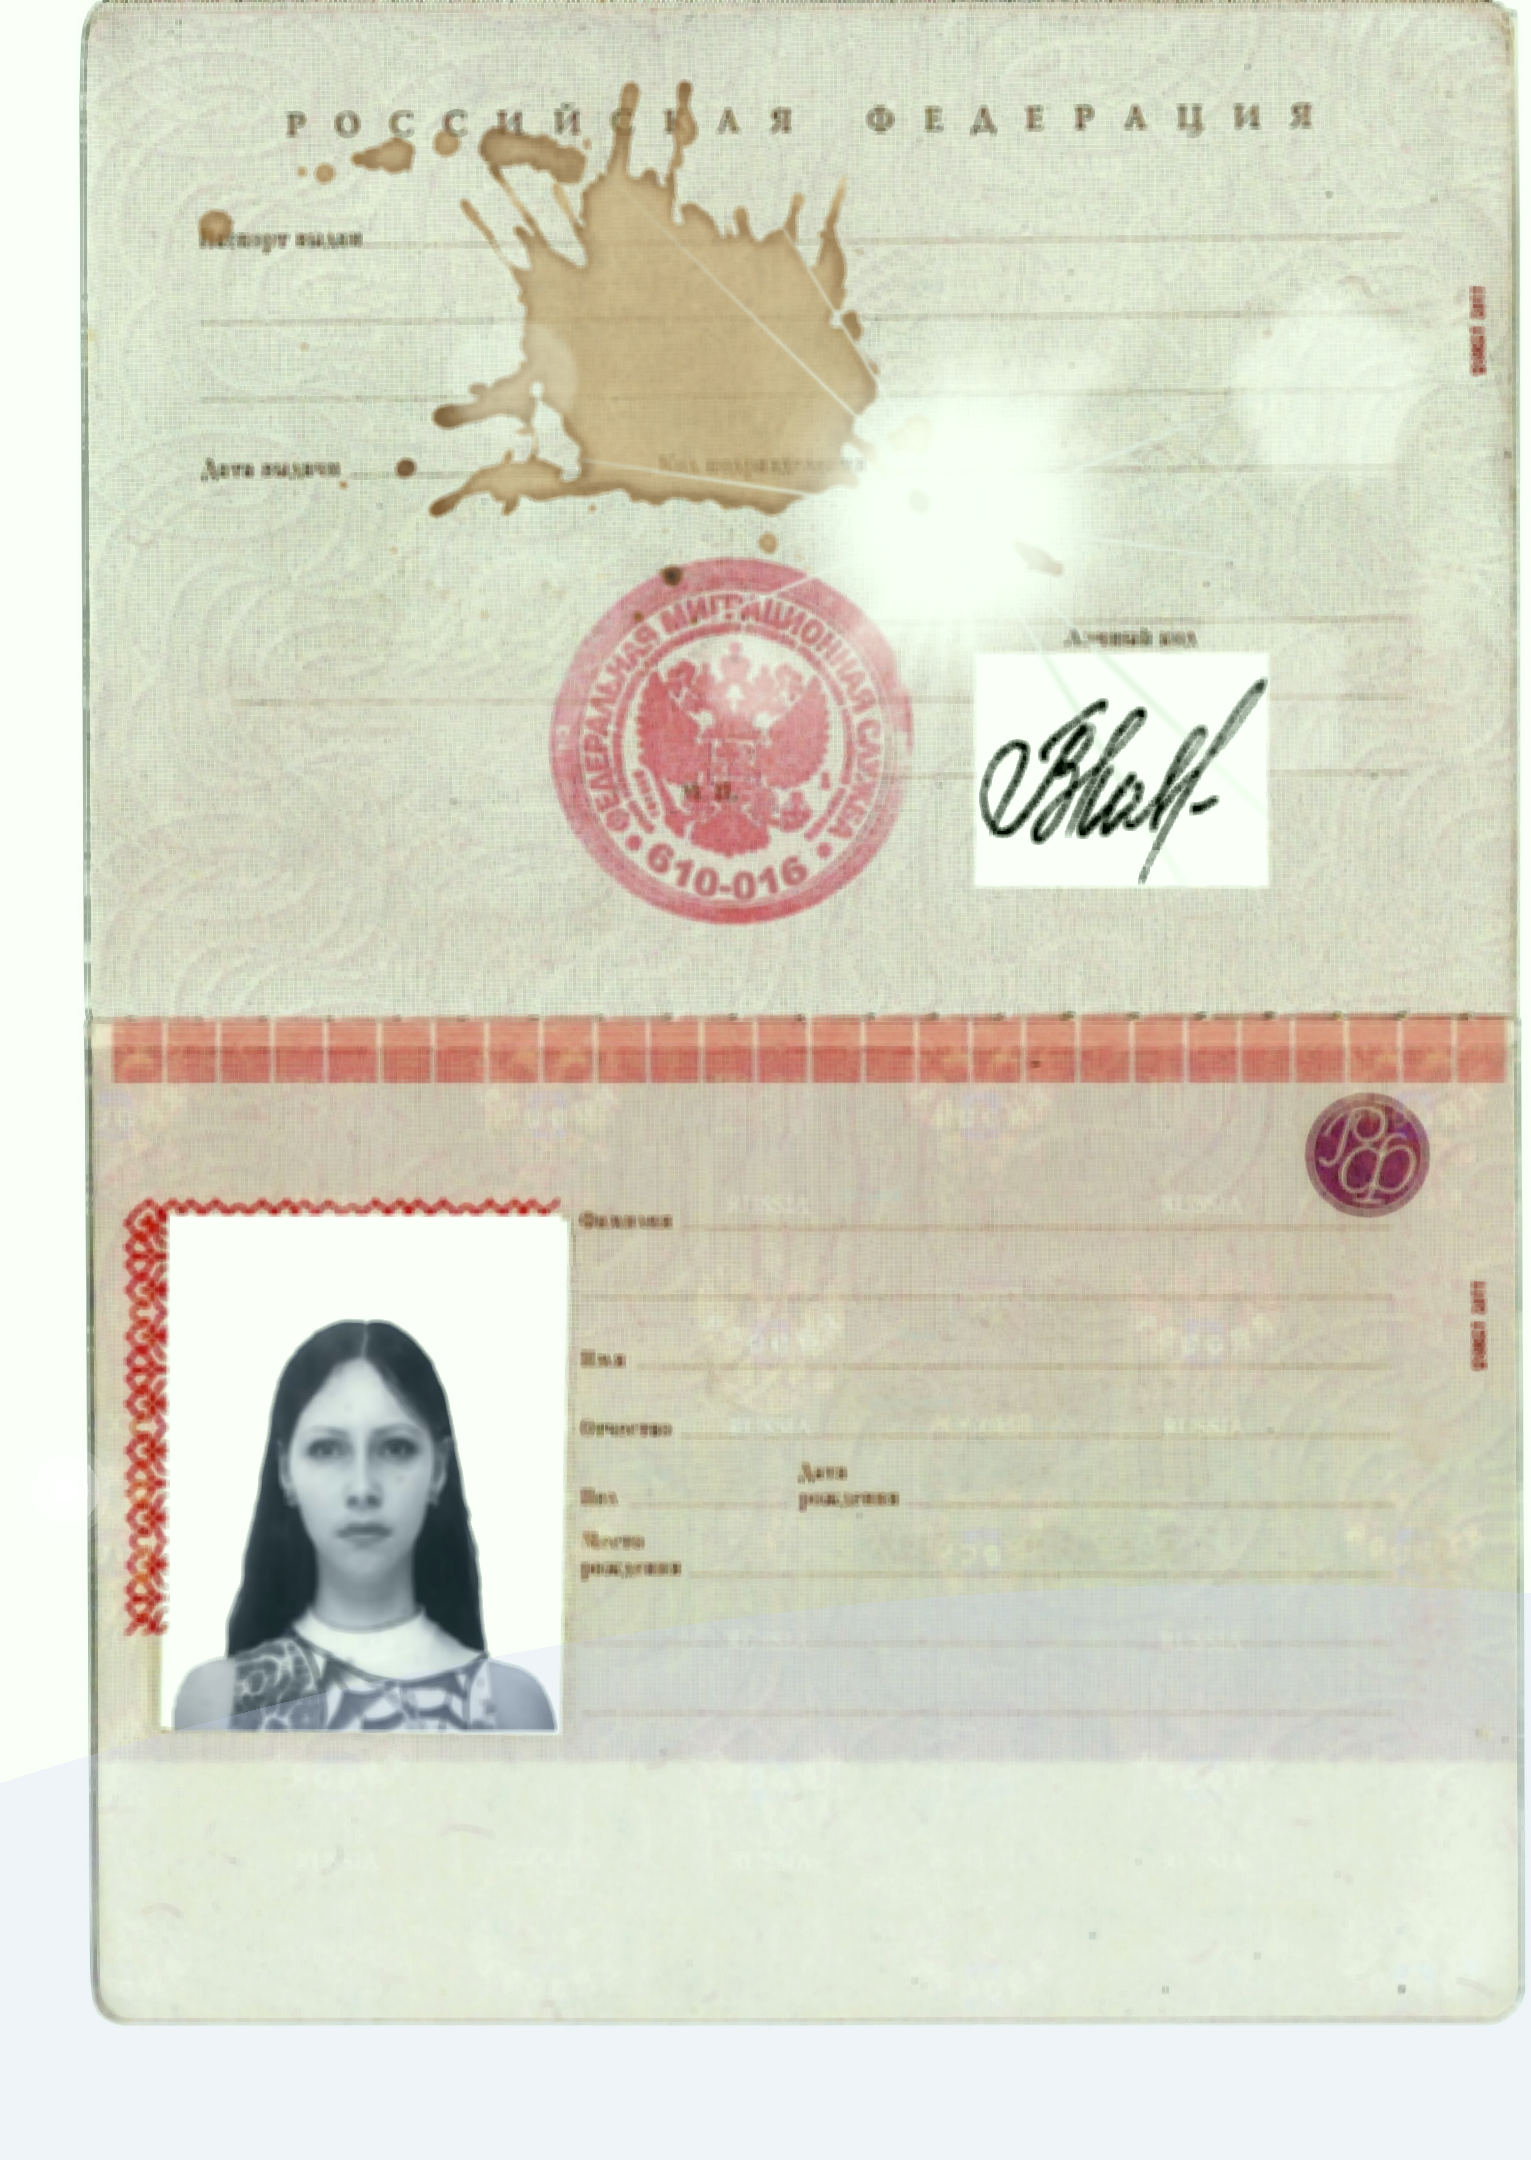 РОССИЙСКАЯ ФЕДЕРАЦИЯ
Паспорт выдан
Дата выдачи
Код подразделения
Личный код
ФЕДЕРАЛЬНАЯ МИГРАЦИОННАЯ СЛУЖБА
610-016
РФ
Фамилия
Имя
Отчество
Дата
Пол
рождения
Место
рождения